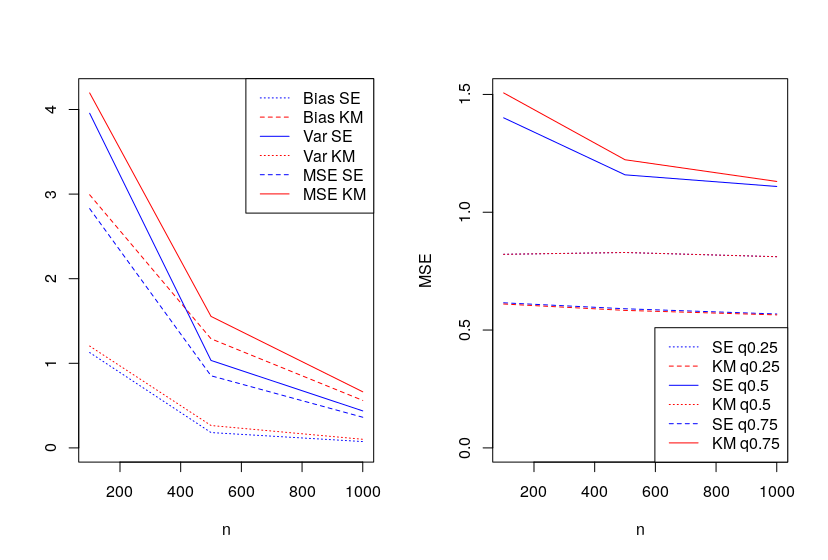 Bias SE
Bias KM
Var SE
Var KM
MSE SE
MSE KM
4
3
2
1
0
200 400 600 800 1000
n
MSE
1.5
1.0
0.5
0.0
SE q0.25
KM q0.25
SE q0.5
KM q0.5
SE q0.75
KM q0.75
200 400 600 800 1000
n